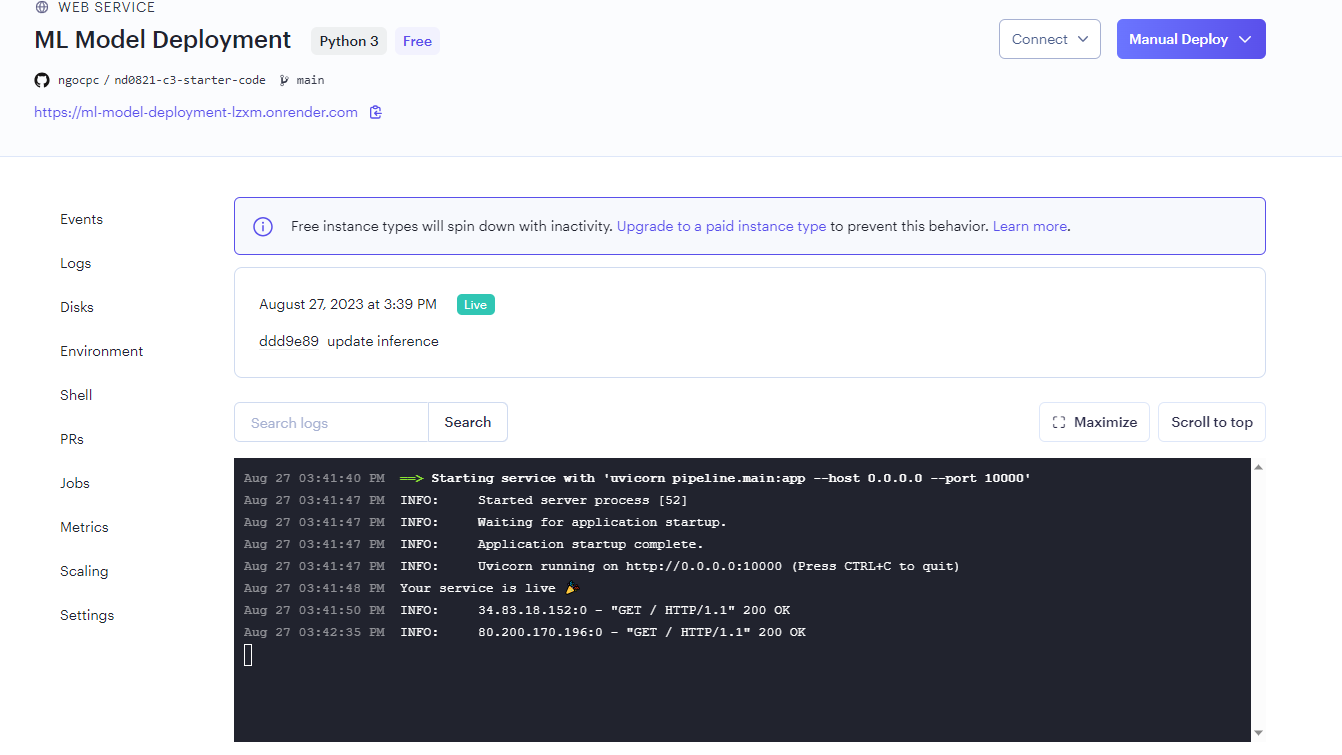 WEB SERVICE
ML Model Deployment Python 3 Free
Connect Manual Deploy
ngocpc / nd0821-c3-starter-code main
https://ml-model-deployment-lzxm.onrender.com
Events
Logs
Disks
Environment
Shell
PRs
Jobs
Metrics
Scaling
Settings
Free instance types will spin down with inactivity. Upgrade to a paid instance type to prevent this behavior. Learn more.
August 27, 2023 at 3:39 PM Live
ddd9e89 update inference
Search logs Search Maximize Scroll to top
Aug 27 03:41:40 PM ==> Starting service with 'uvicorn pipeline.main:app --host 0.0.0.0 --port 10000'
Aug 27 03:41:47 PM INFO: Started server process [52]
Aug 27 03:41:47 PM INFO: Waiting for application startup.
Aug 27 03:41:47 PM INFO: Application startup complete.
Aug 27 03:41:47 PM INFO: Uvicorn running on http://0.0.0.0:10000 (Press CTRL+C to quit)
Aug 27 03:41:48 PM Your service is live 🎉
Aug 27 03:41:50 PM INFO: 34.83.18.152:0 - "GET / HTTP/1.1" 200 OK
Aug 27 03:42:35 PM INFO: 80.200.170.196:0 - "GET / HTTP/1.1" 200 OK